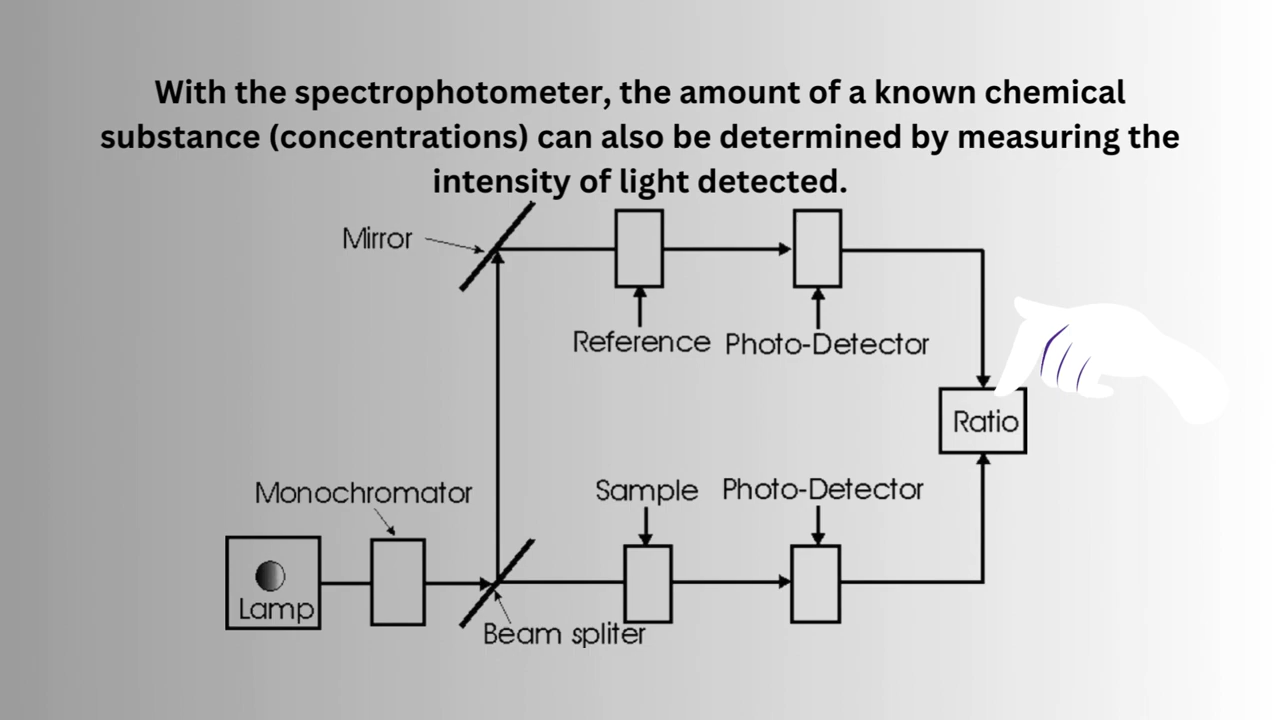 With the spectrophotometer, the amount of a known chemical
substance (concentrations) can also be determined by measuring the
intensity of light detected.
Mirror
Reference
Photo-Detector
Ratio
Monochromator
Sample
Photo-Detector
Lamp
Beam spliter